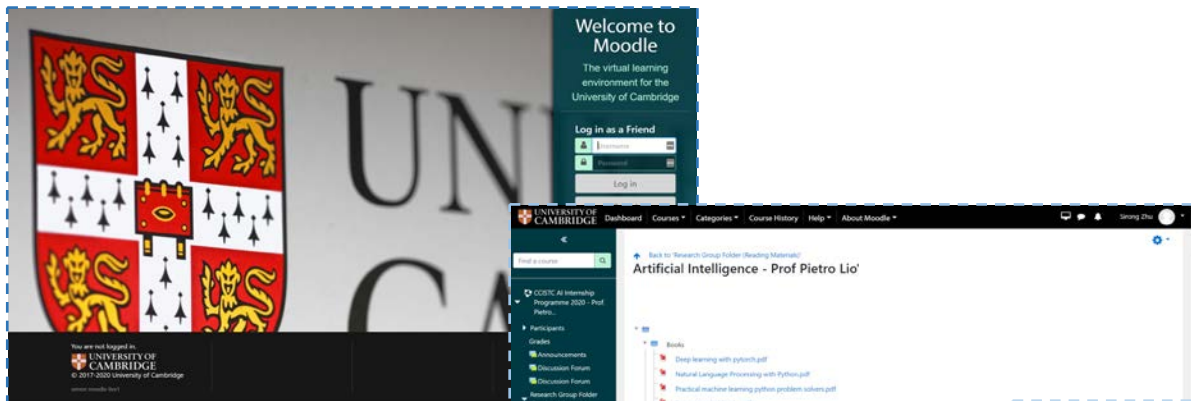 UN
CA
Welcome to
Moodle
The virtual learning
environment for the
University of Cambridge
Log in as a Friend
Username
Password
Log in
You are not logged in.
UNIVERSITY OF
CAMBRIDGE
© 2017-2020 University of Cambridge
UNIVERSITY OF
CAMBRIDGE
Dashboard Courses Categories Course History Help About Moodle
Sirong Zhu
Find a course
CCISTC AI Internship
Programme 2020 - Prof.
Pietro...
Participants
Grades
Announcements
Discussion Forum
Discussion Forum
Research Group Folder
Back to 'Research Group Folder (Reading Materials)'
Artificial Intelligence - Prof Pietro Lio'
Books
Deep learning with pytorch.pdf
Natural Language Processing with Python.pdf
Practical machine learning python problem solvers.pdf